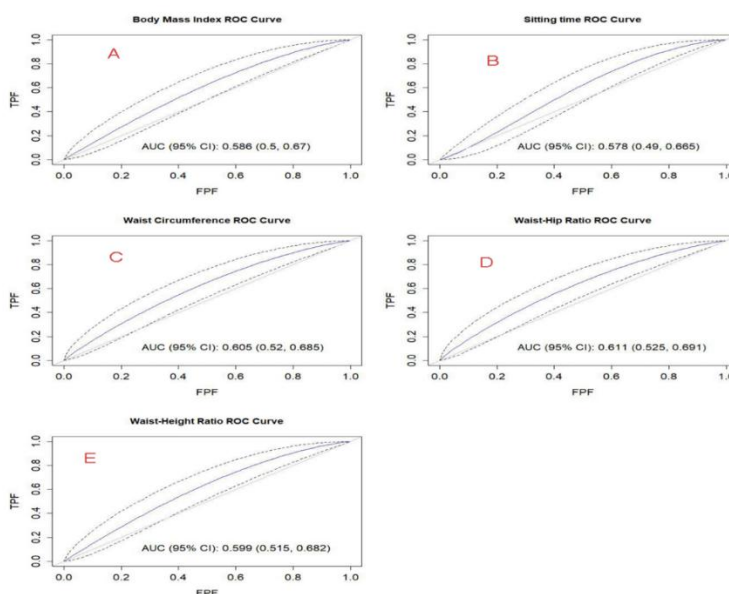 Body Mass Index ROC Curve
A
TPF
0.0 0.2 0.4 0.6 0.8 1.0
AUC (95% CI): 0.586 (0.5, 0.67)
0.0 0.2 0.4 0.6 0.8 1.0
FPF
Sitting time ROC Curve
B
TPF
0.0 0.2 0.4 0.6 0.8 1.0
AUC (95% CI): 0.578 (0.49, 0.665)
0.0 0.2 0.4 0.6 0.8 1.0
FPF
Waist Circumference ROC Curve
C
TPF
0.0 0.2 0.4 0.6 0.8 1.0
AUC (95% CI): 0.605 (0.52, 0.685)
0.0 0.2 0.4 0.6 0.8 1.0
FPF
Waist-Hip Ratio ROC Curve
D
TPF
0.0 0.2 0.4 0.6 0.8 1.0
AUC (95% CI): 0.611 (0.525, 0.691)
0.0 0.2 0.4 0.6 0.8 1.0
FPF
Waist-Height Ratio ROC Curve
E
TPF
0.0 0.2 0.4 0.6 0.8 1.0
AUC (95% CI): 0.599 (0.515, 0.682)
0.0 0.2 0.4 0.6 0.8 1.0
FPF